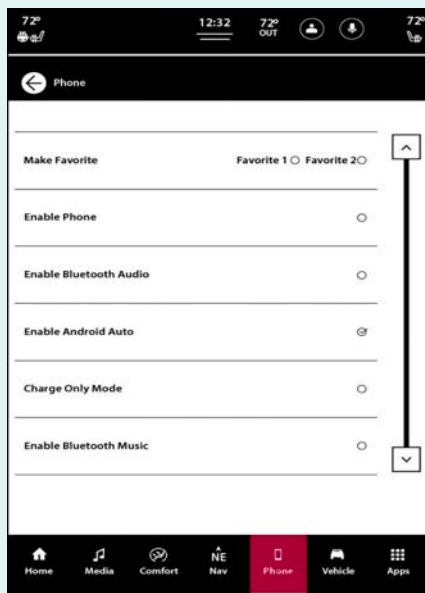 72° 12:32 72° OUT 72°
Phone
Make Favorite Favorite 1 Favorite 2
Enable Phone
Enable Bluetooth Audio
Enable Android Auto
Charge Only Mode
Enable Bluetooth Music
NE
Home Media Comfort Nav Phone Vehicle Apps